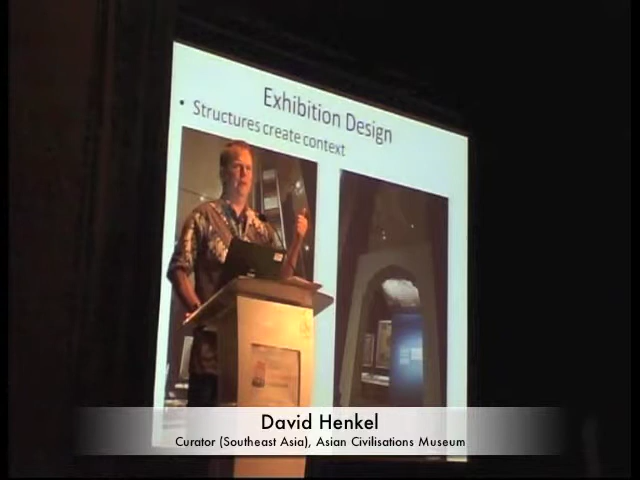 Exhibition Design
• Structures create context
David Henkel
Curator (Southeast Asia), Asian Civilisations Museum